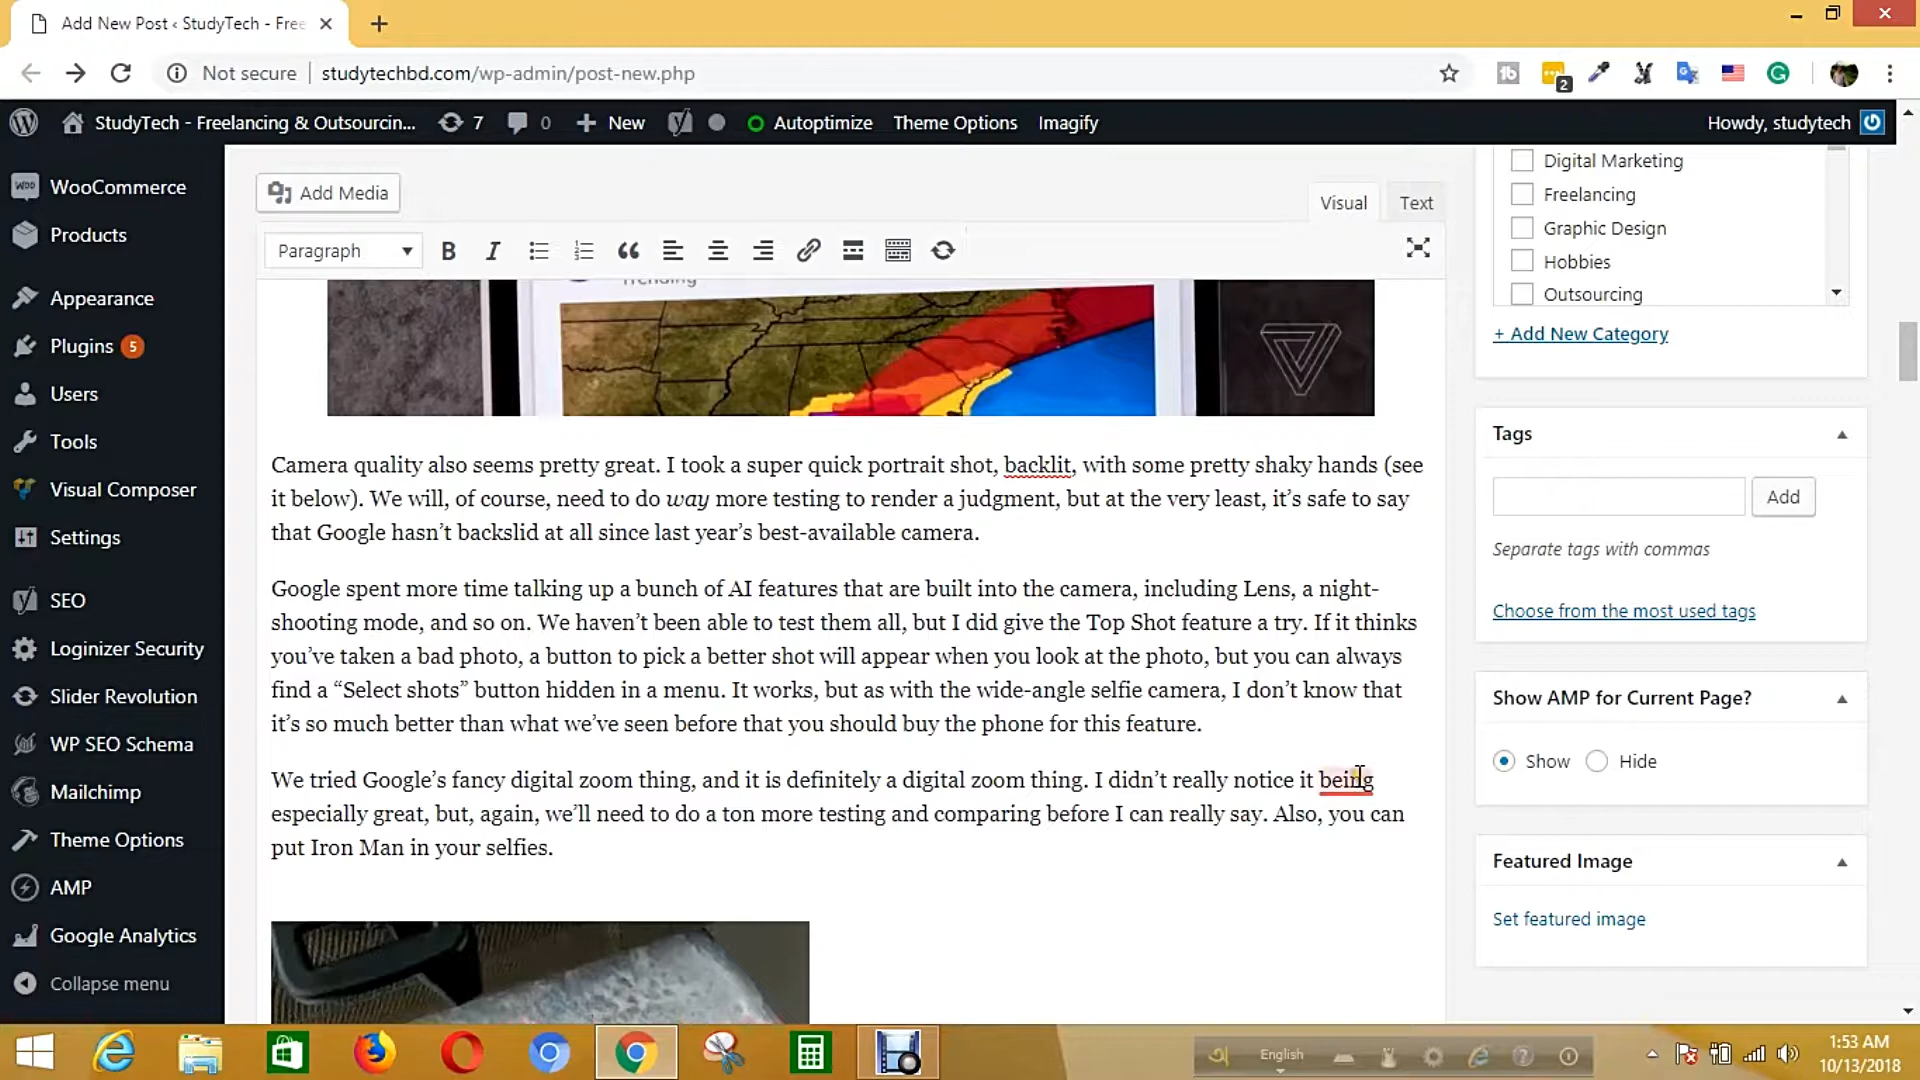 Add New Post ‹ StudyTech - Free
Not secure
studytechbd.com/wp-admin/post-new.php
2
StudyTech - Freelancing & Outsourcin...
7
0
New
Autoptimize
Theme Options
Imagify
Howdy, studytech
WooCommerce
Products
Appearance
Plugins 5
Users
Tools
Visual Composer
Settings
SEO
Loginizer Security
Slider Revolution
WP SEO Schema
Mailchimp
Theme Options
AMP
Google Analytics
Collapse menu
Add Media
Visual
Text
Paragraph
Trending
Camera quality also seems pretty great. I took a super quick portrait shot, backlit, with some pretty shaky hands (see
it below). We will, of course, need to do way more testing to render a judgment, but at the very least, it’s safe to say
that Google hasn’t backslid at all since last year’s best-available camera.
Google spent more time talking up a bunch of AI features that are built into the camera, including Lens, a night-
shooting mode, and so on. We haven’t been able to test them all, but I did give the Top Shot feature a try. If it thinks
you’ve taken a bad photo, a button to pick a better shot will appear when you look at the photo, but you can always
find a “Select shots” button hidden in a menu. It works, but as with the wide-angle selfie camera, I don’t know that
it’s so much better than what we’ve seen before that you should buy the phone for this feature.
We tried Google’s fancy digital zoom thing, and it is definitely a digital zoom thing. I didn’t really notice it being
especially great, but, again, we’ll need to do a ton more testing and comparing before I can really say. Also, you can
put Iron Man in your selfies.
Digital Marketing
Freelancing
Graphic Design
Hobbies
Outsourcing
+ Add New Category
Tags
Add
Separate tags with commas
Choose from the most used tags
Show AMP for Current Page?
Show
Hide
Featured Image
Set featured image
English
1:53 AM
10/13/2018